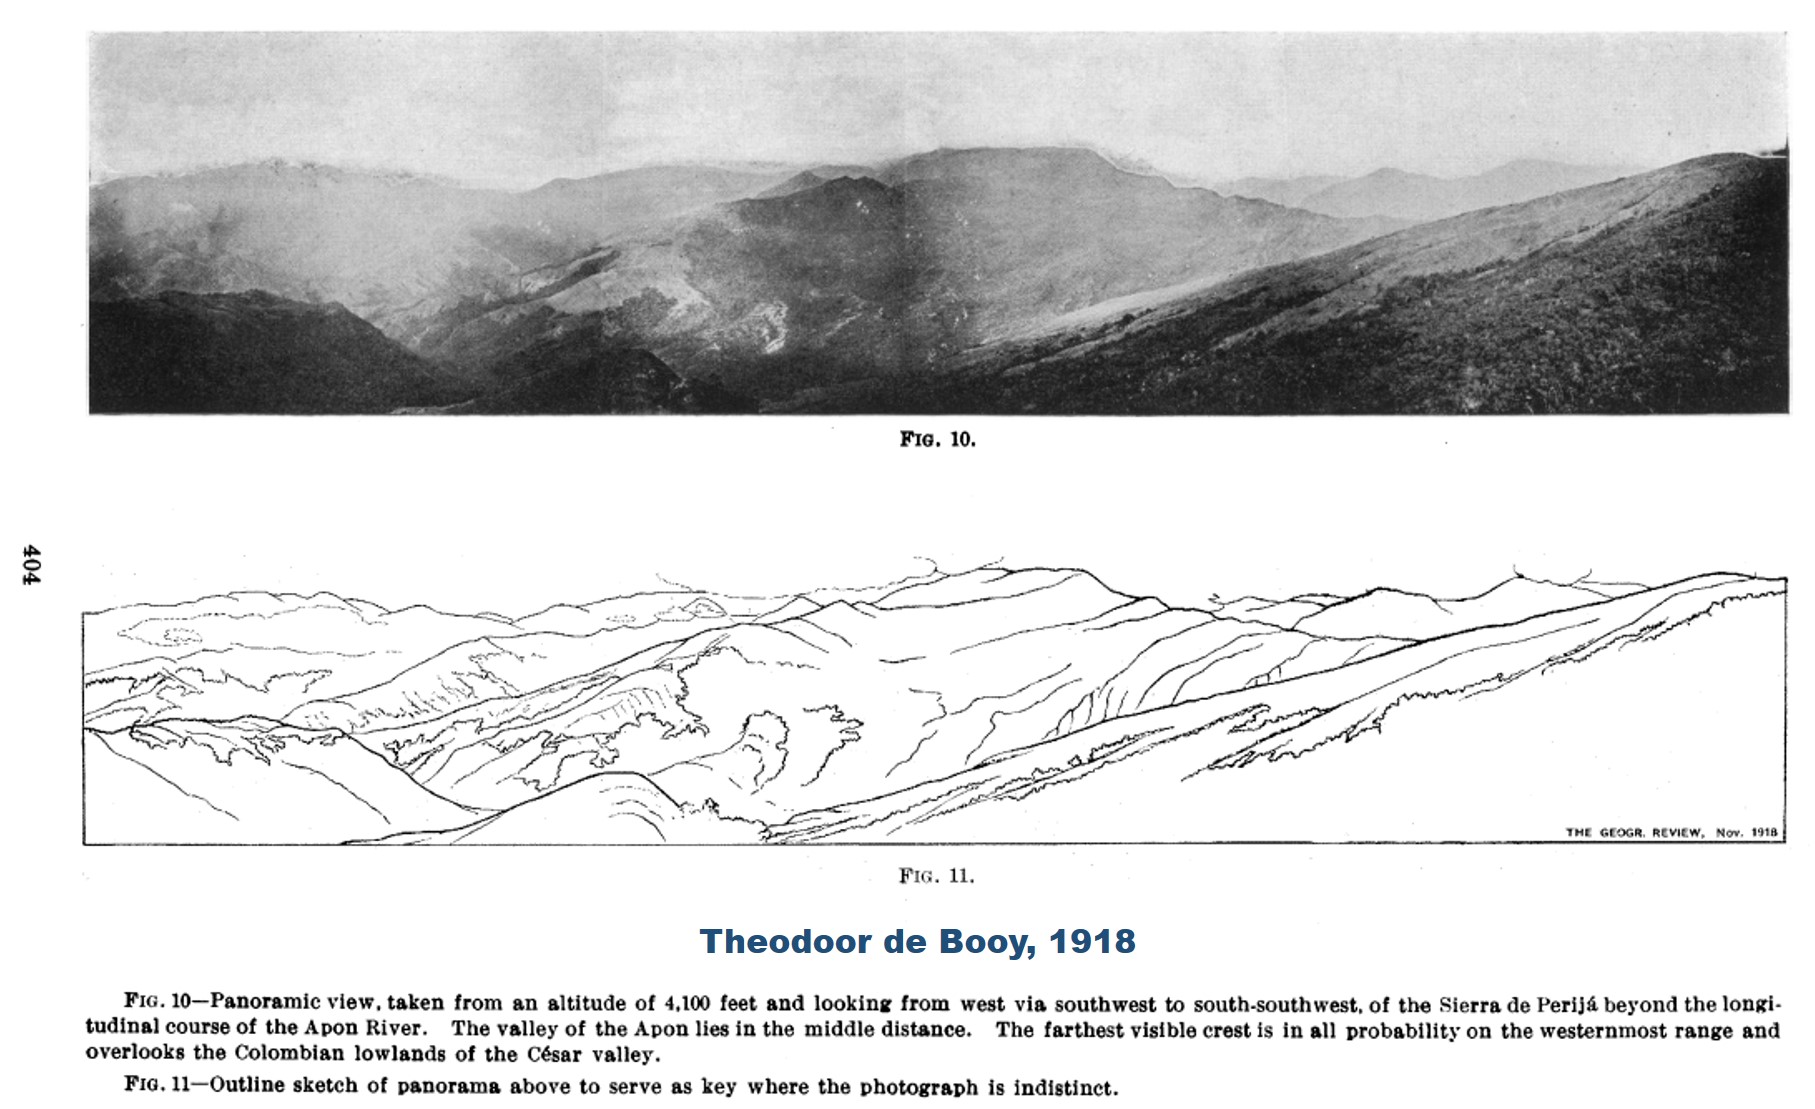 FIG. 10.
404
THE GEOGR. REVIEW, Nov. 1918
FIG. 11.
Theodoor de Booy, 1918
FIG. 10—Panoramic view, taken from an altitude of 4,100 feet and looking from west via southwest to south-southwest, of the Sierra de Perijá beyond the longi-
tudinal course of the Apon River. The valley of the Apon lies in the middle distance. The farthest visible crest is in all probability on the westernmost range and
overlooks the Colombian lowlands of the César valley.
FIG. 11—Outline sketch of panorama above to serve as key where the photograph is indistinct.